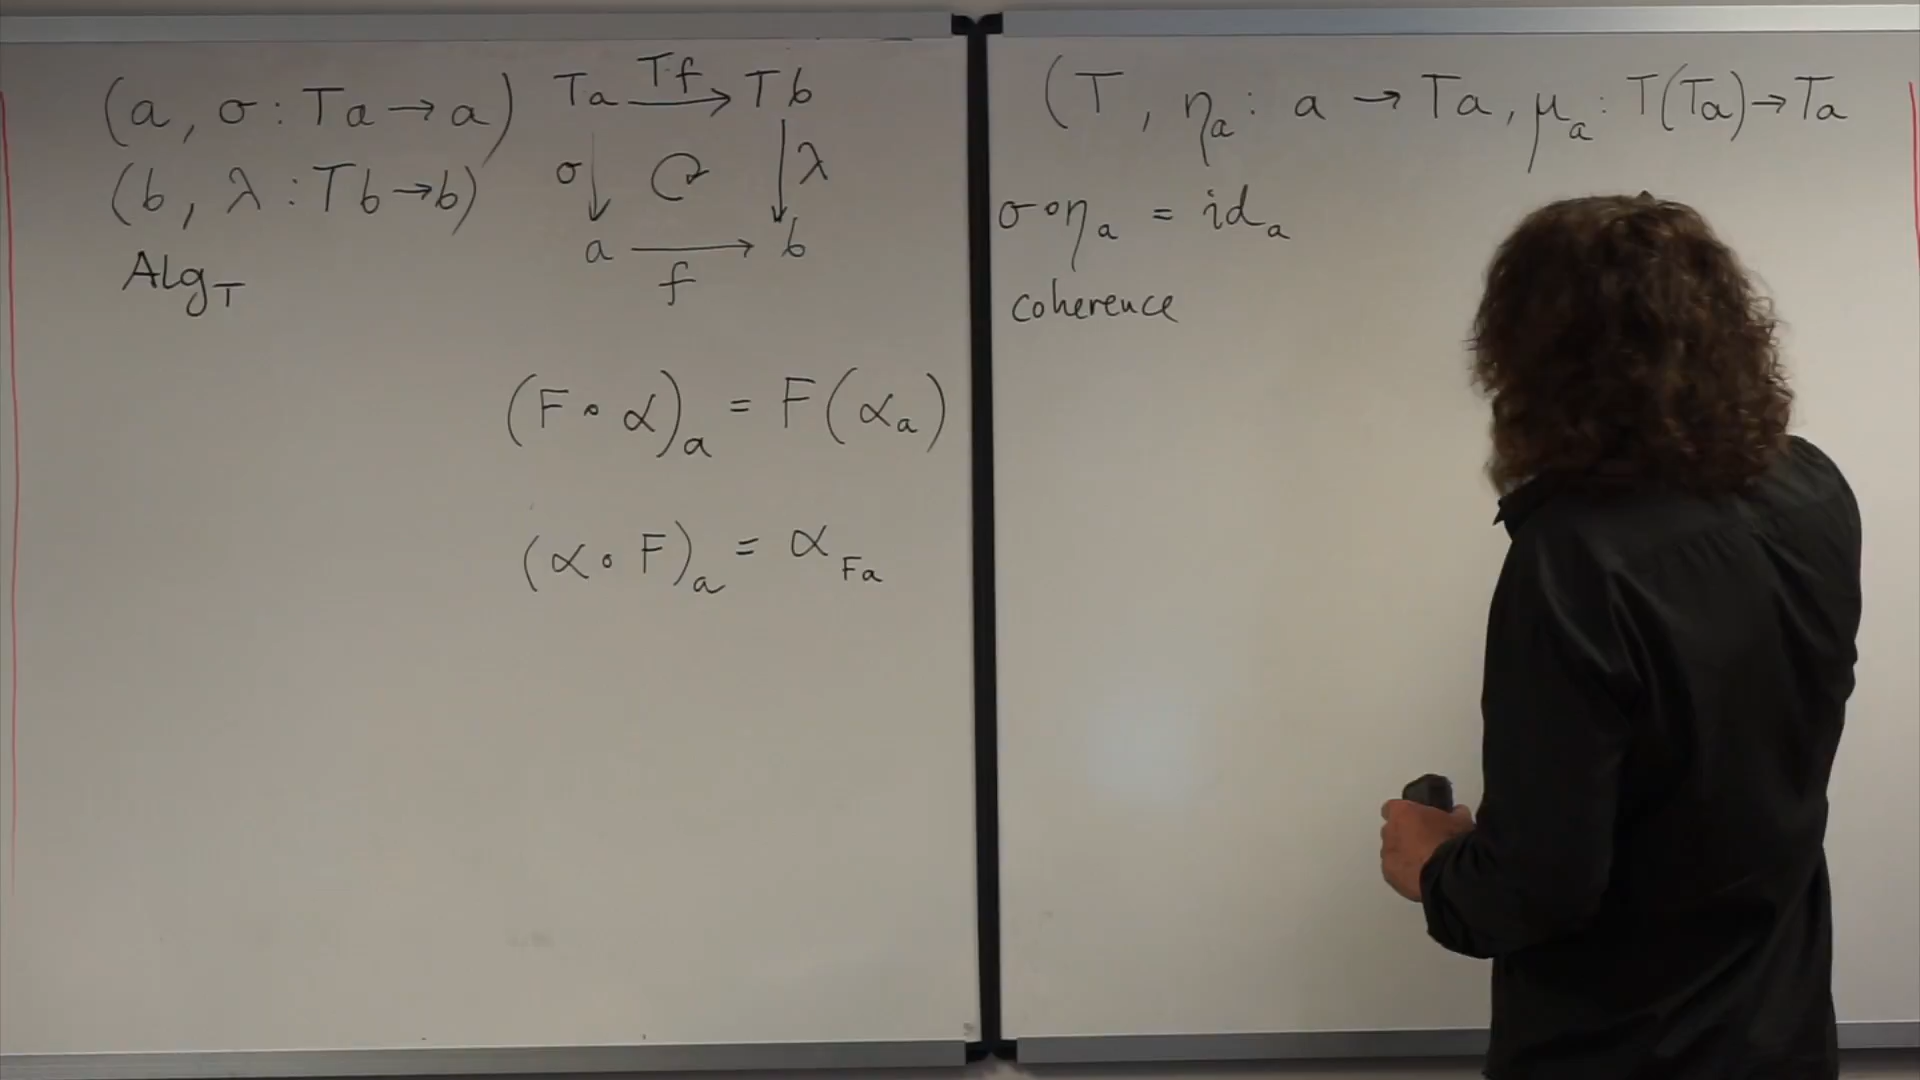 (a, σ : Ta → a)
(b, λ : Tb → b)
Alg_T
Ta Tf→ Tb
σ↓ ↻ ↓λ
a → b
f
(F ∘ α)_a = F(α_a)
(α ∘ F)_a = α_Fa
(T, η_a : a → Ta, μ_a : T(Ta) → Ta
σ∘η_a = id_a
coherence